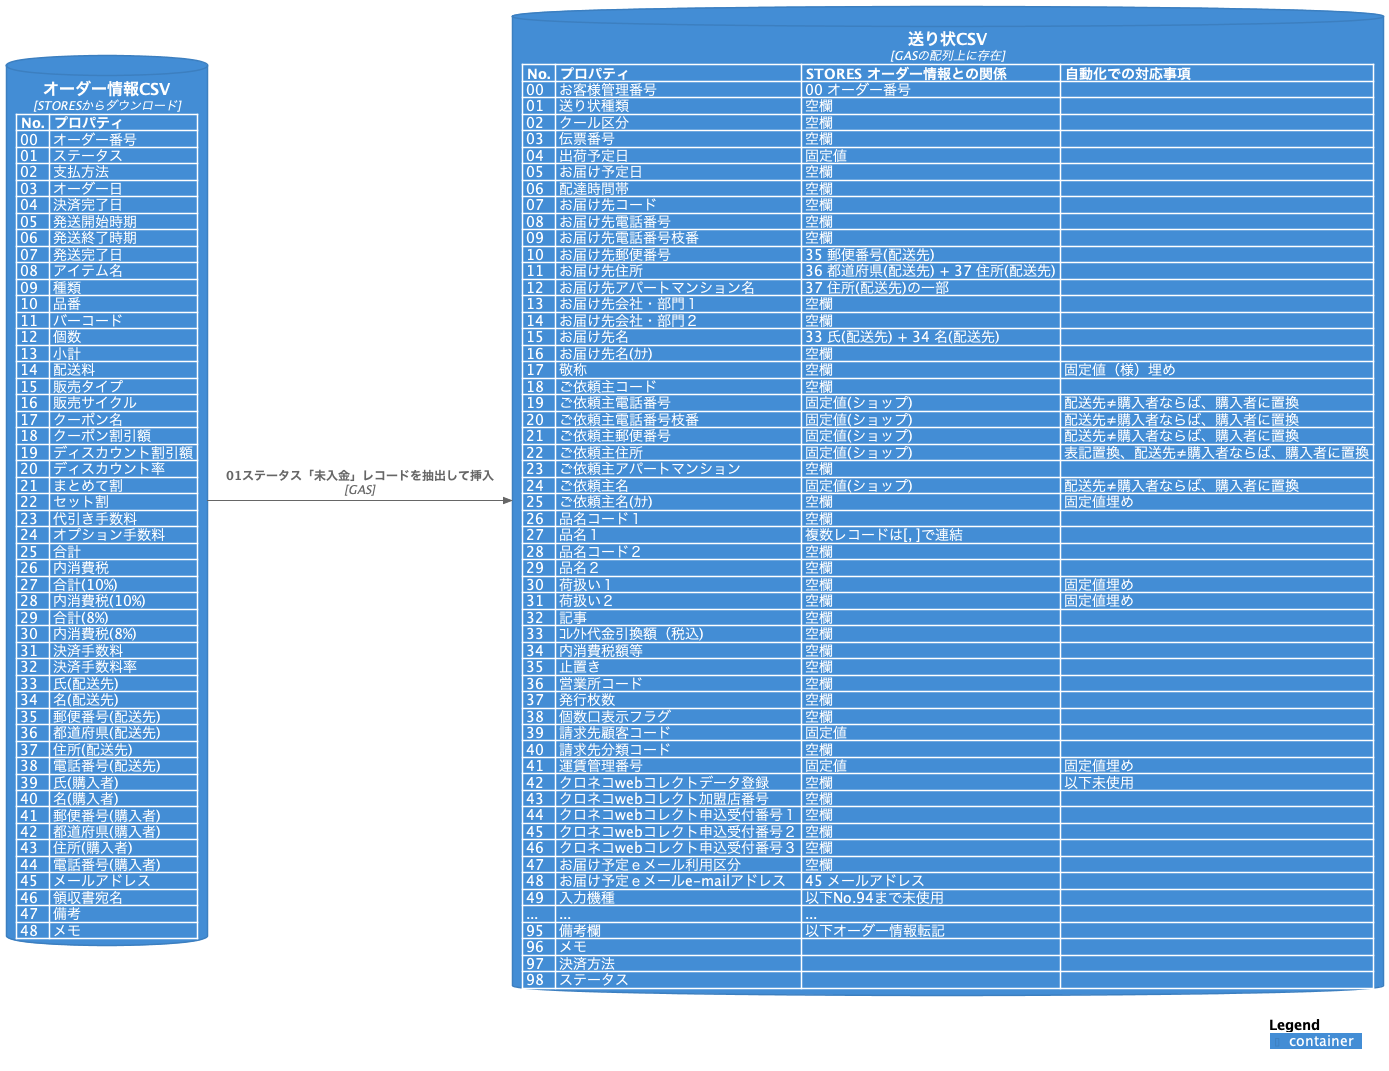 オーダー情報CSV
[STORESからダウンロード]
No. プロパティ
00 オーダー番号
01 ステータス
02 支払方法
03 オーダー日
04 決済完了日
05 発送開始時期
06 発送終了時期
07 発送完了日
08 アイテム名
09 種類
10 品番
11 バーコード
12 個数
13 小計
14 配送料
15 販売タイプ
16 販売サイクル
17 クーポン名
18 クーポン割引額
19 ディスカウント割引額
20 ディスカウント率
21 まとめて割
22 セット割
23 代引き手数料
24 オプション手数料
25 合計
26 内消費税
27 合計(10%)
28 内消費税(10%)
29 合計(8%)
30 内消費税(8%)
31 決済手数料
32 決済手数料率
33 氏(配送先)
34 名(配送先)
35 郵便番号(配送先)
36 都道府県(配送先)
37 住所(配送先)
38 電話番号(配送先)
39 氏(購入者)
40 名(購入者)
41 郵便番号(購入者)
42 都道府県(購入者)
43 住所(購入者)
44 電話番号(購入者)
45 メールアドレス
46 領収書宛名
47 備考
48 メモ
01ステータス「未入金」レコードを抽出して挿入
[GAS]
送り状CSV
[GASの配列上に存在]
No. プロパティ STORES オーダー情報との関係 自動化での対応事項
00 お客様管理番号 00 オーダー番号
01 送り状種類 空欄
02 クール区分 空欄
03 伝票番号 空欄
04 出荷予定日 固定値
05 お届け予定日 空欄
06 配達時間帯 空欄
07 お届け先コード 空欄
08 お届け先電話番号 空欄
09 お届け先電話番号枝番 空欄
10 お届け先郵便番号 35 郵便番号(配送先)
11 お届け先住所 36 都道府県(配送先) + 37 住所(配送先)
12 お届け先アパートマンション名 37 住所(配送先)の一部
13 お届け先会社・部門１ 空欄
14 お届け先会社・部門２ 空欄
15 お届け先名 33 氏(配送先) + 34 名(配送先)
16 お届け先名(ｶﾅ) 空欄
17 敬称 空欄 固定値（様）埋め
18 ご依頼主コード 空欄
19 ご依頼主電話番号 固定値(ショップ) 配送先≠購入者ならば、購入者に置換
20 ご依頼主電話番号枝番 固定値(ショップ) 配送先≠購入者ならば、購入者に置換
21 ご依頼主郵便番号 固定値(ショップ) 配送先≠購入者ならば、購入者に置換
22 ご依頼主住所 固定値(ショップ) 表記置換、配送先≠購入者ならば、購入者に置換
23 ご依頼主アパートマンション 空欄
24 ご依頼主名 固定値(ショップ) 配送先≠購入者ならば、購入者に置換
25 ご依頼主名(ｶﾅ) 空欄 固定値埋め
26 品名コード１ 空欄
27 品名１ 複数レコードは[, ]で連結
28 品名コード２ 空欄
29 品名２ 空欄
30 荷扱い１ 空欄 固定値埋め
31 荷扱い２ 空欄 固定値埋め
32 記事 空欄
33 ｺﾚｸﾄ代金引換額（税込) 空欄
34 内消費税額等 空欄
35 止置き 空欄
36 営業所コード 空欄
37 発行枚数 空欄
38 個数口表示フラグ 空欄
39 請求先顧客コード 固定値
40 請求先分類コード 空欄
41 運賃管理番号 固定値 固定値埋め
42 クロネコwebコレクトデータ登録 空欄 以下未使用
43 クロネコwebコレクト加盟店番号 空欄
44 クロネコwebコレクト申込受付番号１ 空欄
45 クロネコwebコレクト申込受付番号２ 空欄
46 クロネコwebコレクト申込受付番号３ 空欄
47 お届け予定ｅメール利用区分 空欄
48 お届け予定ｅメールe-mailアドレス 45 メールアドレス
49 入力機種 以下No.94まで未使用
... ... ...
95 備考欄 以下オーダー情報転記
96 メモ
97 決済方法
98 ステータス
Legend
container